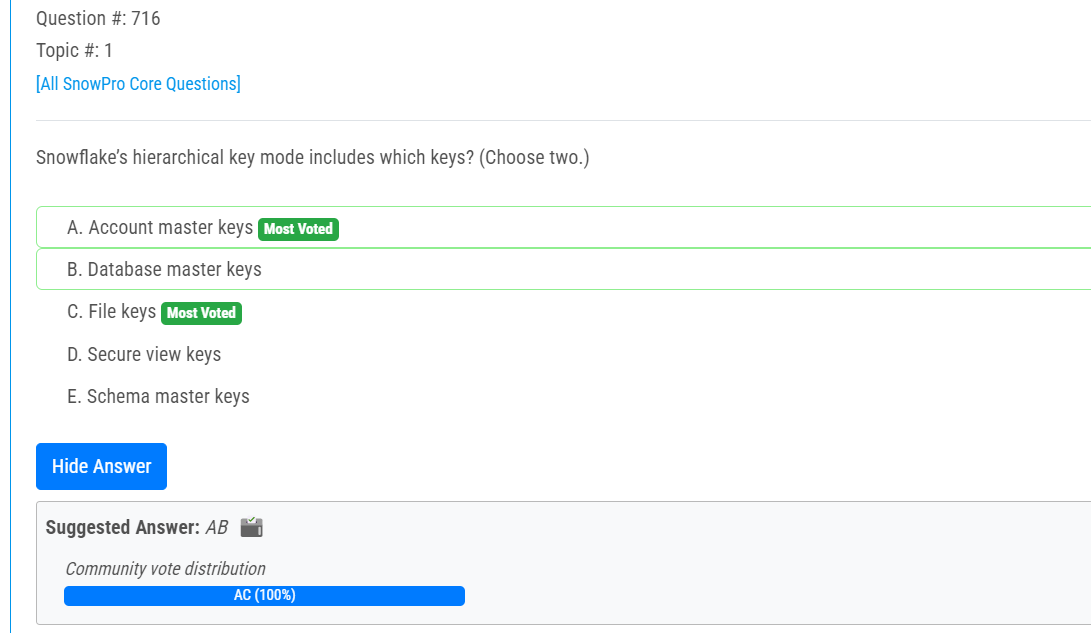 Question #: 716
Topic #: 1
[All SnowPro Core Questions]
Snowflake’s hierarchical key mode includes which keys? (Choose two.)
A. Account master keys Most Voted
B. Database master keys
C. File keys Most Voted
D. Secure view keys
E. Schema master keys
Hide Answer
Suggested Answer: AB
Community vote distribution
AC (100%)